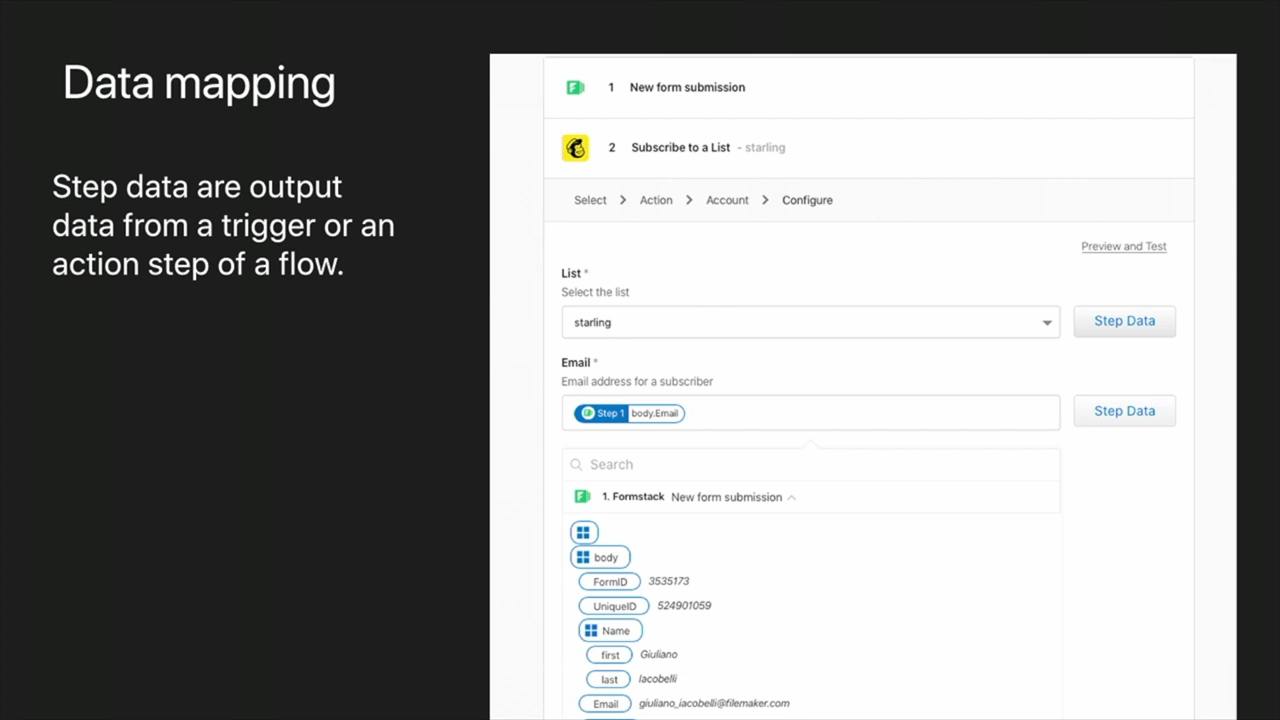 Data mapping
Step data are output
data from a trigger or an
action step of a flow.
1 New form submission
2 Subscribe to a List - starling
Select > Action > Account > Configure
Preview and Test
List *
Select the list
starling
Step Data
Email *
Email address for a subscriber
Step 1 body.Email
Step Data
Search
1. Formstack New form submission
body
FormID 3535173
UniqueID 524901059
Name
first Giuliano
last Iacobelli
Email giuliano_iacobelli@filemaker.com